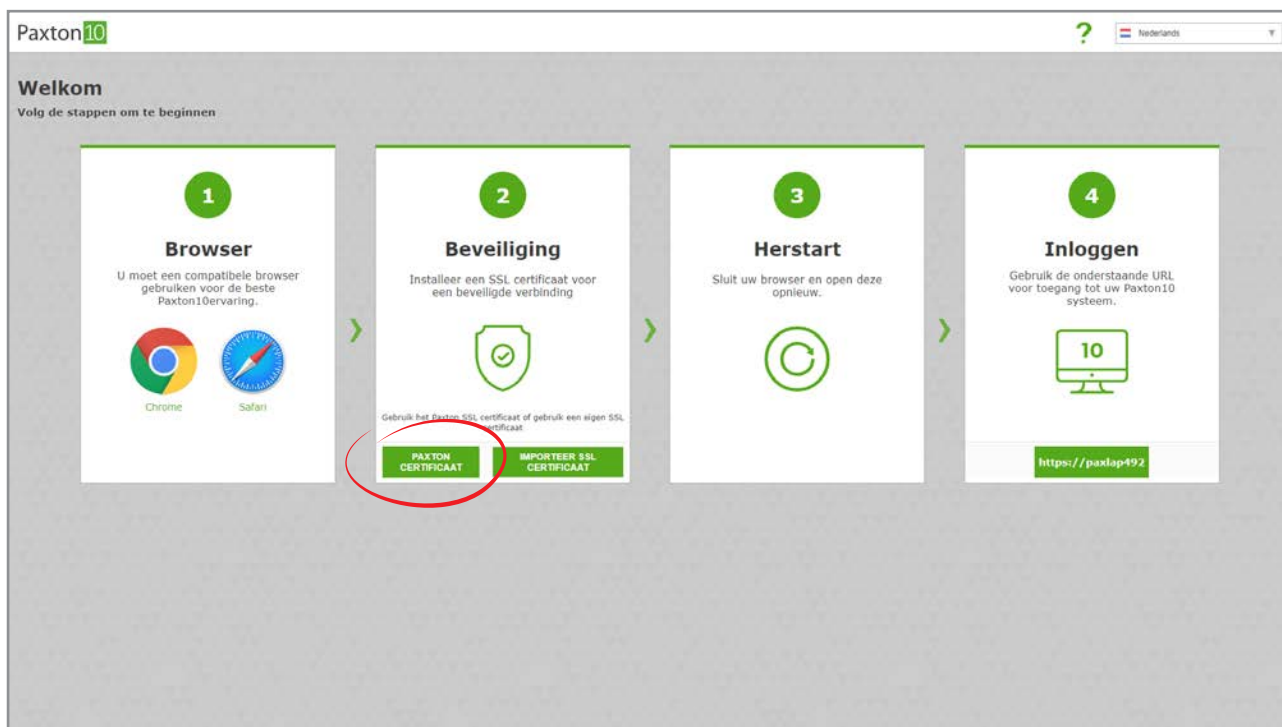 Paxton10
Nederlands
Welkom
Volg de stappen om te beginnen
1
Browser
U moet een compatibele browser
gebruiken voor de beste
Paxton10ervaring.
Chrome
Safari
2
Beveiliging
Installeer een SSL certificaat voor
een beveiligde verbinding
Gebruik het Paxton SSL certificaat of gebruik een eigen SSL
certificaat
PAXTON
CERTIFICAAT
IMPORTEER SSL
CERTIFICAAT
3
Herstart
Sluit uw browser en open deze
opnieuw.
4
Inloggen
Gebruik de onderstaande URL
voor toegang tot uw Paxton10
systeem.
10
https://paxlap492